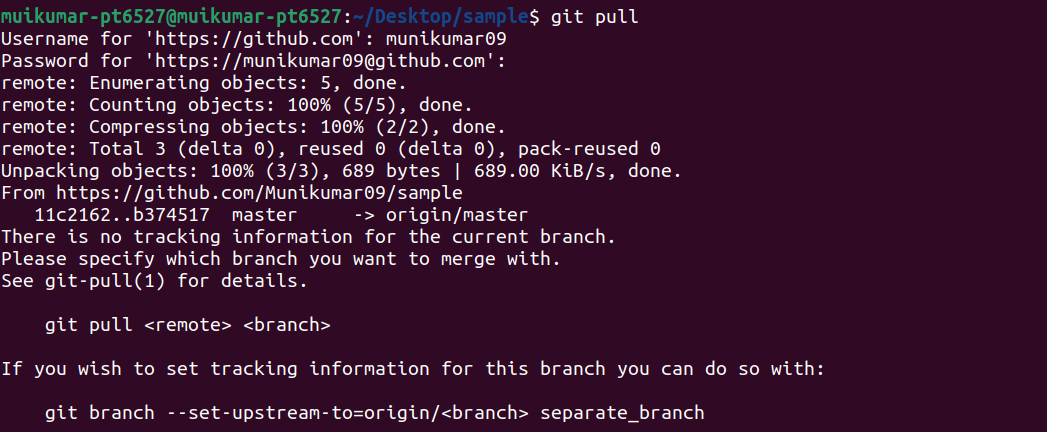 muikumar-pt6527@muikumar-pt6527:~/Desktop/sample$ git pull
Username for 'https://github.com': munikumar09
Password for 'https://munikumar09@github.com':
remote: Enumerating objects: 5, done.
remote: Counting objects: 100% (5/5), done.
remote: Compressing objects: 100% (2/2), done.
remote: Total 3 (delta 0), reused 0 (delta 0), pack-reused 0
Unpacking objects: 100% (3/3), 689 bytes | 689.00 KiB/s, done.
From https://github.com/Munikumar09/sample
   11c2162..b374517  master     -> origin/master
There is no tracking information for the current branch.
Please specify which branch you want to merge with.
See git-pull(1) for details.

    git pull <remote> <branch>

If you wish to set tracking information for this branch you can do so with:

    git branch --set-upstream-to=origin/<branch> separate_branch